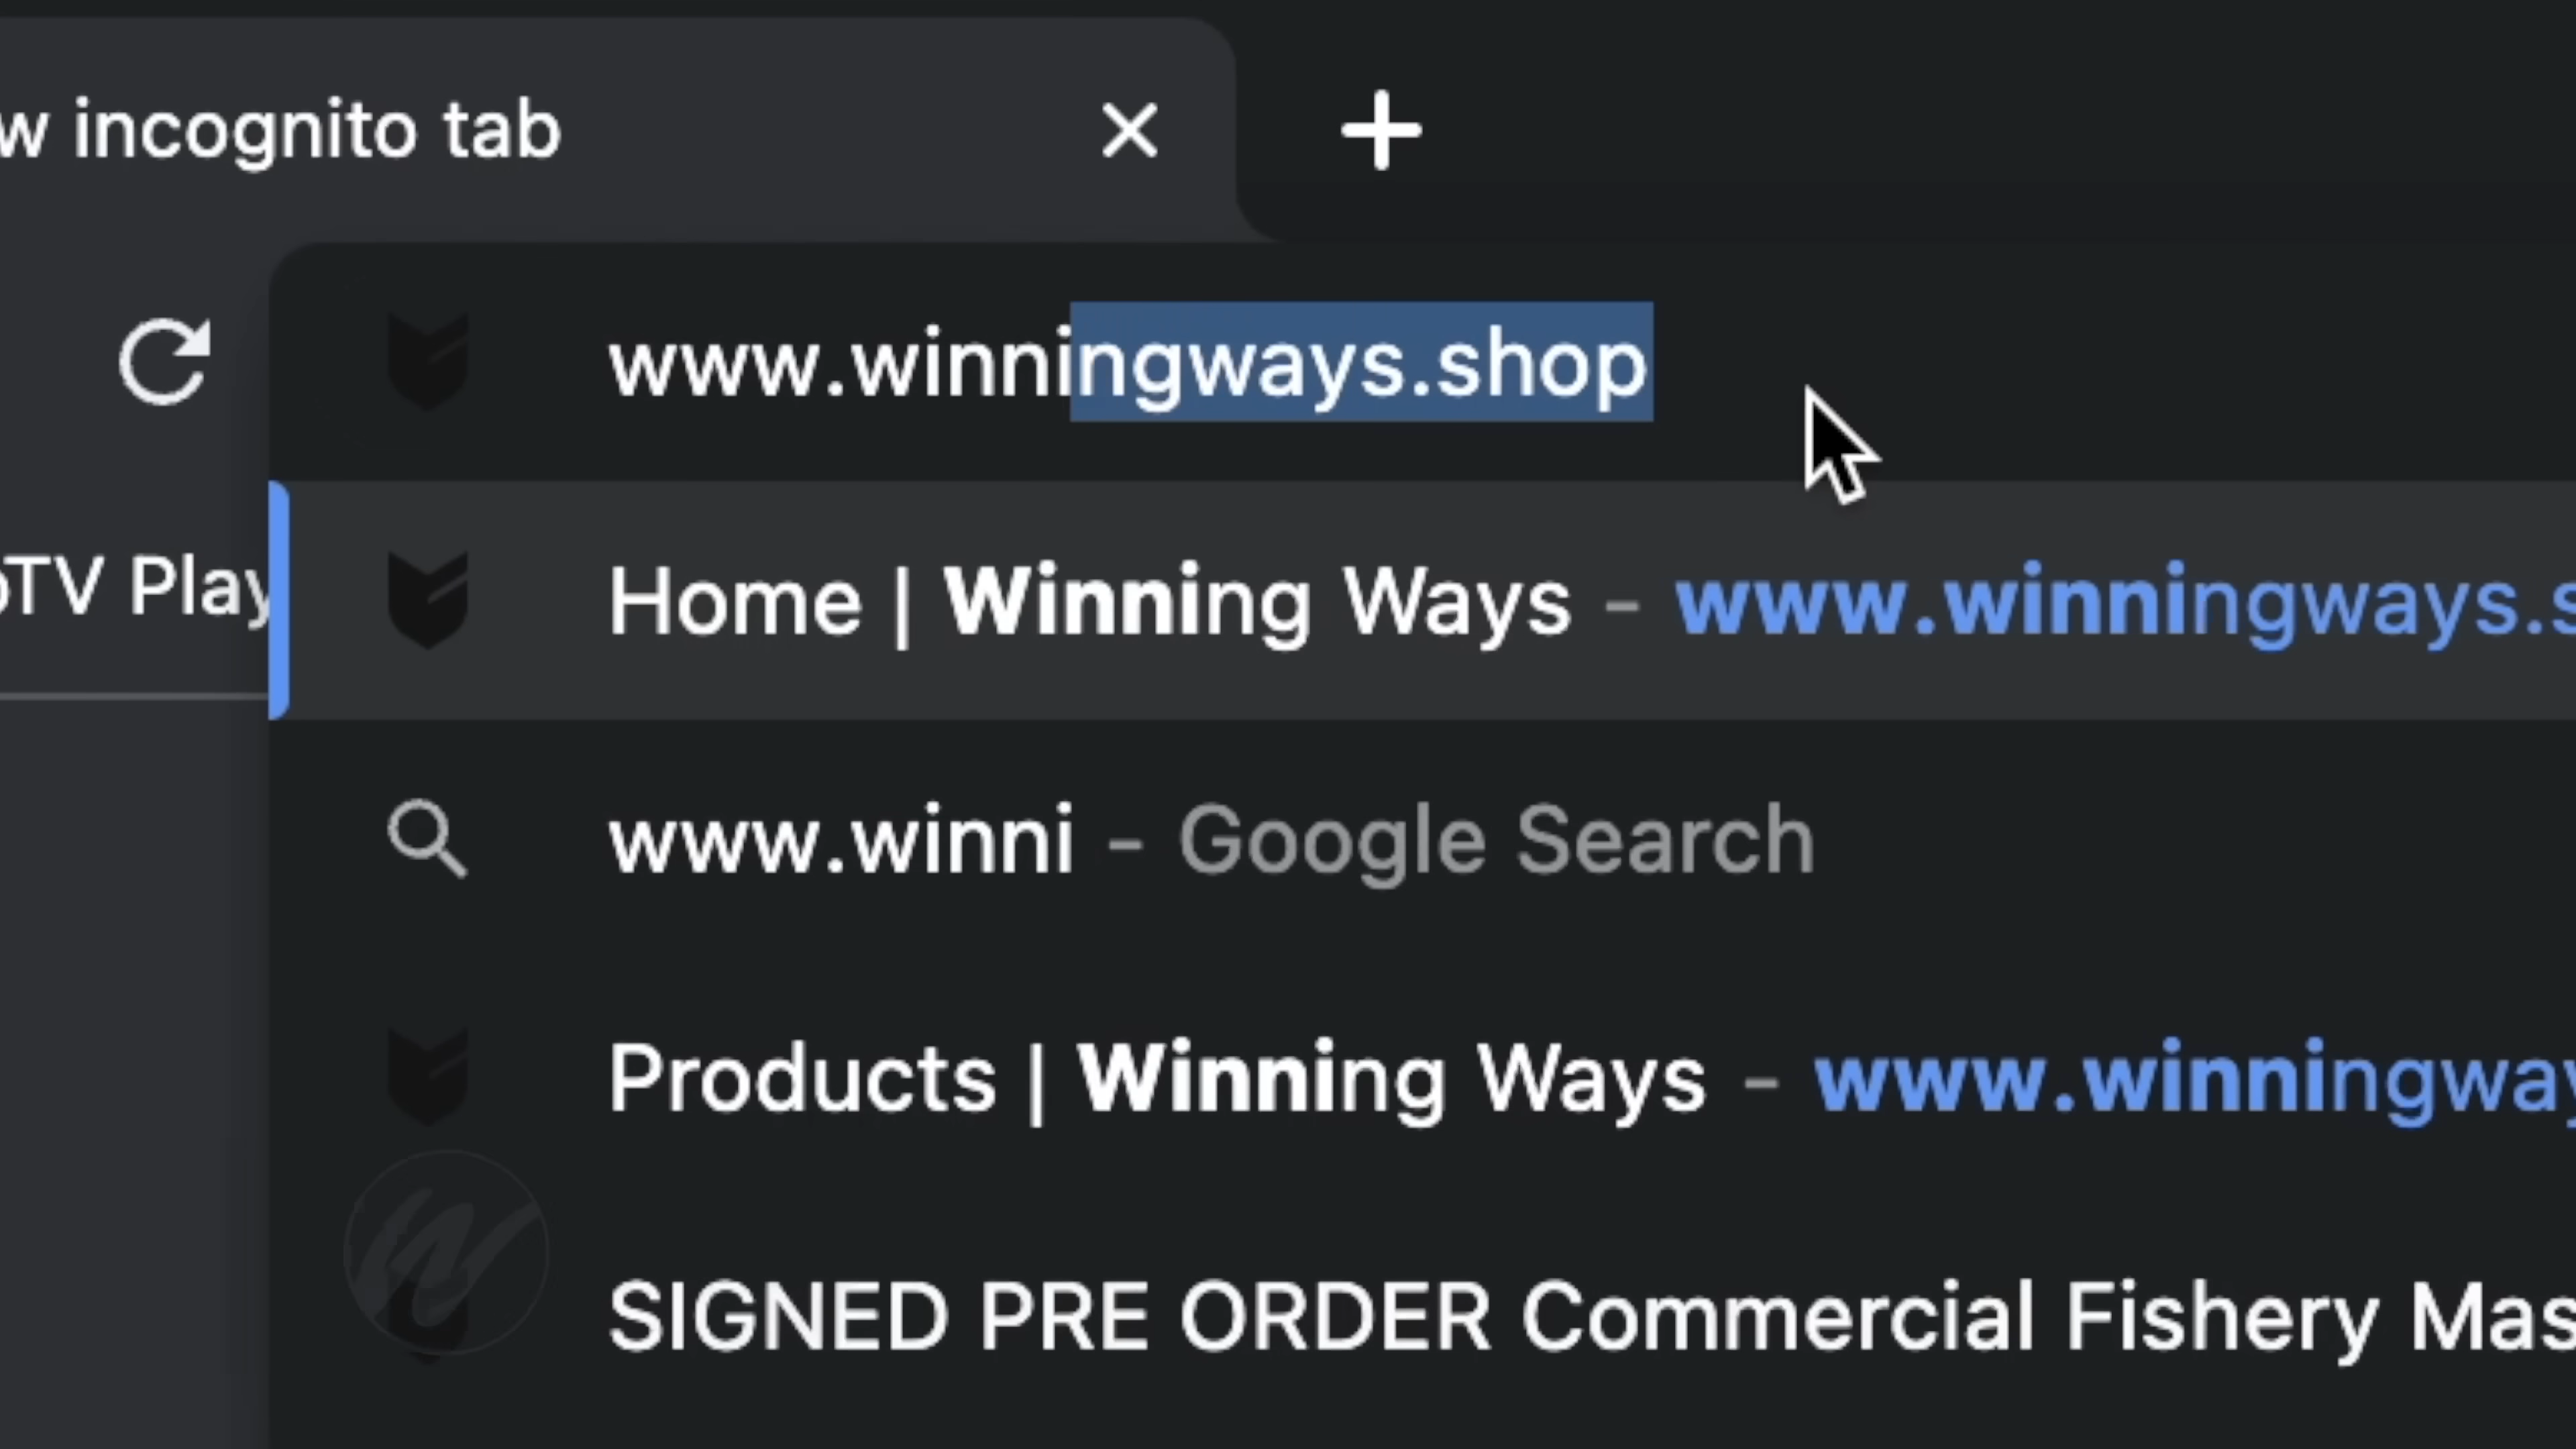 w incognito tab
www.winningways.shop
Home | Winning Ways - www.winningways.s
TV Play
www.winni - Google Search
Products | Winning Ways - www.winningway
SIGNED PRE ORDER Commercial Fishery Mas